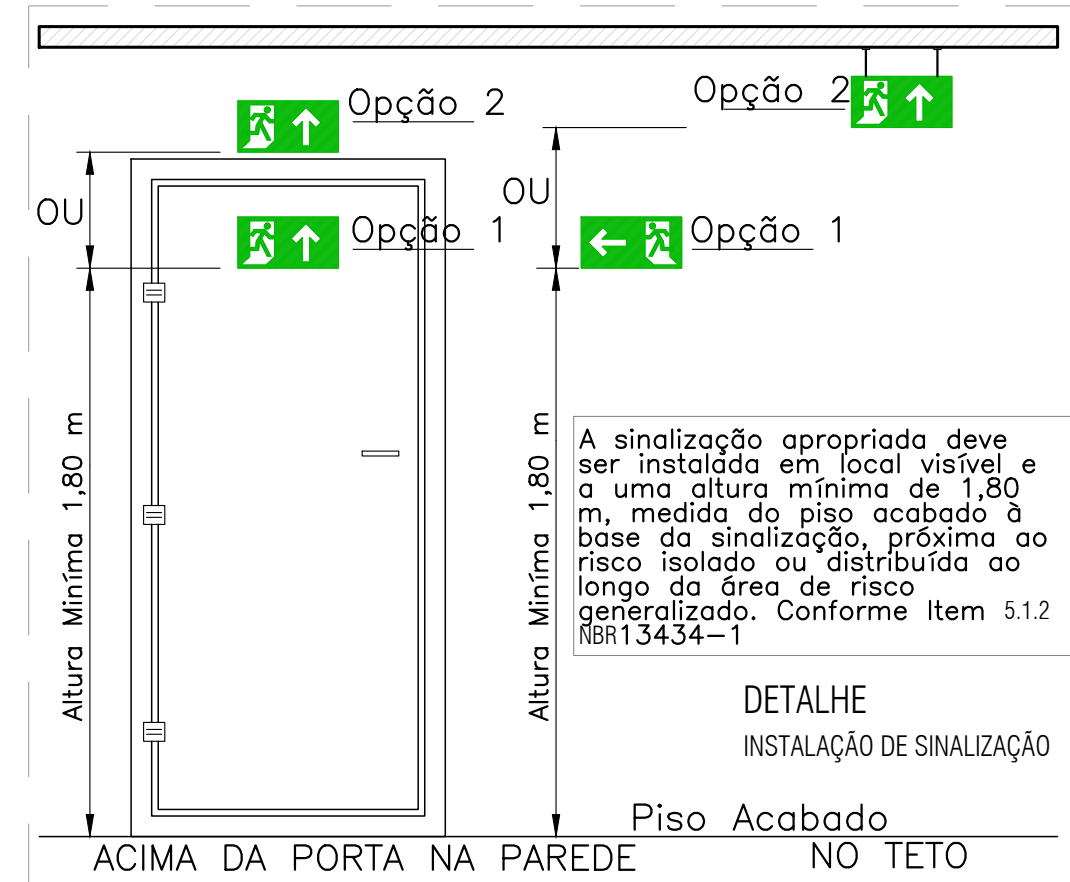 Opção 2
Opção 2
OU
OU
Opção 1
Opção 1
Altura Miníma 1,80 m
Altura Miníma 1,80 m
A sinalização apropriada deve
ser instalada em local visível e
a uma altura mínima de 1,80
m, medida do piso acabado à
base da sinalização, próxima ao
risco isolado ou distribuída ao
longo da área de risco
generalizado. Conforme Item 5.1.2
NBR13434-1
DETALHE
INSTALAÇÃO DE SINALIZAÇÃO
Piso Acabado
ACIMA DA PORTA NA PAREDE
NO TETO